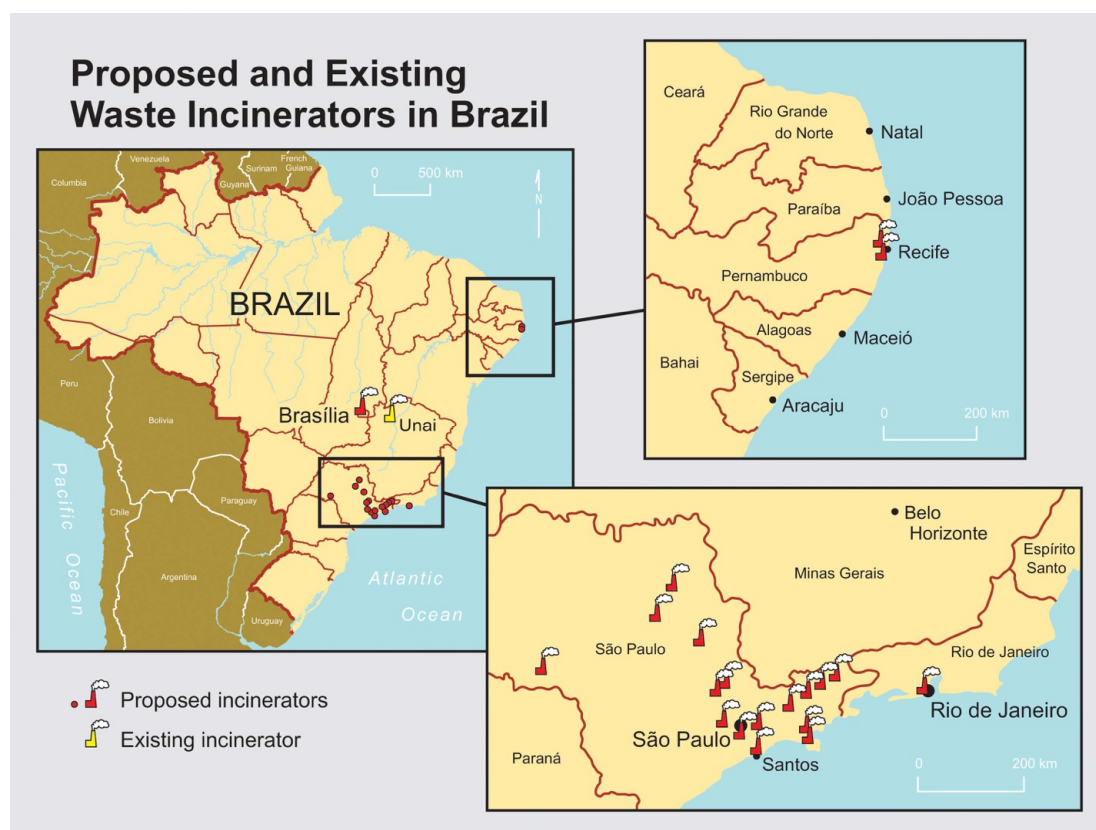 Proposed and Existing
Waste Incinerators in Brazil
Venezuela
Colombia
Guyana
Surinam
French
Guiana
0 500 km
N
BRAZIL
Peru
Brasília
Unai
Bolivia
Paraguay
Chile
Argentina
Uruguay
Pacific Ocean
Atlantic
Ocean
Proposed incinerators
Existing incinerator
Ceará
Rio Grande
do Norte
Natal
João Pessoa
Paraíba
Recife
Pernambuco
Alagoas
Maceió
Bahai
Sergipe
Aracaju
0 200 km
Belo
Horizonte
Espírito
Santo
Minas Gerais
São Paulo
Rio de Janeiro
Rio de Janeiro
São Paulo
Paraná
Santos
0 200 km